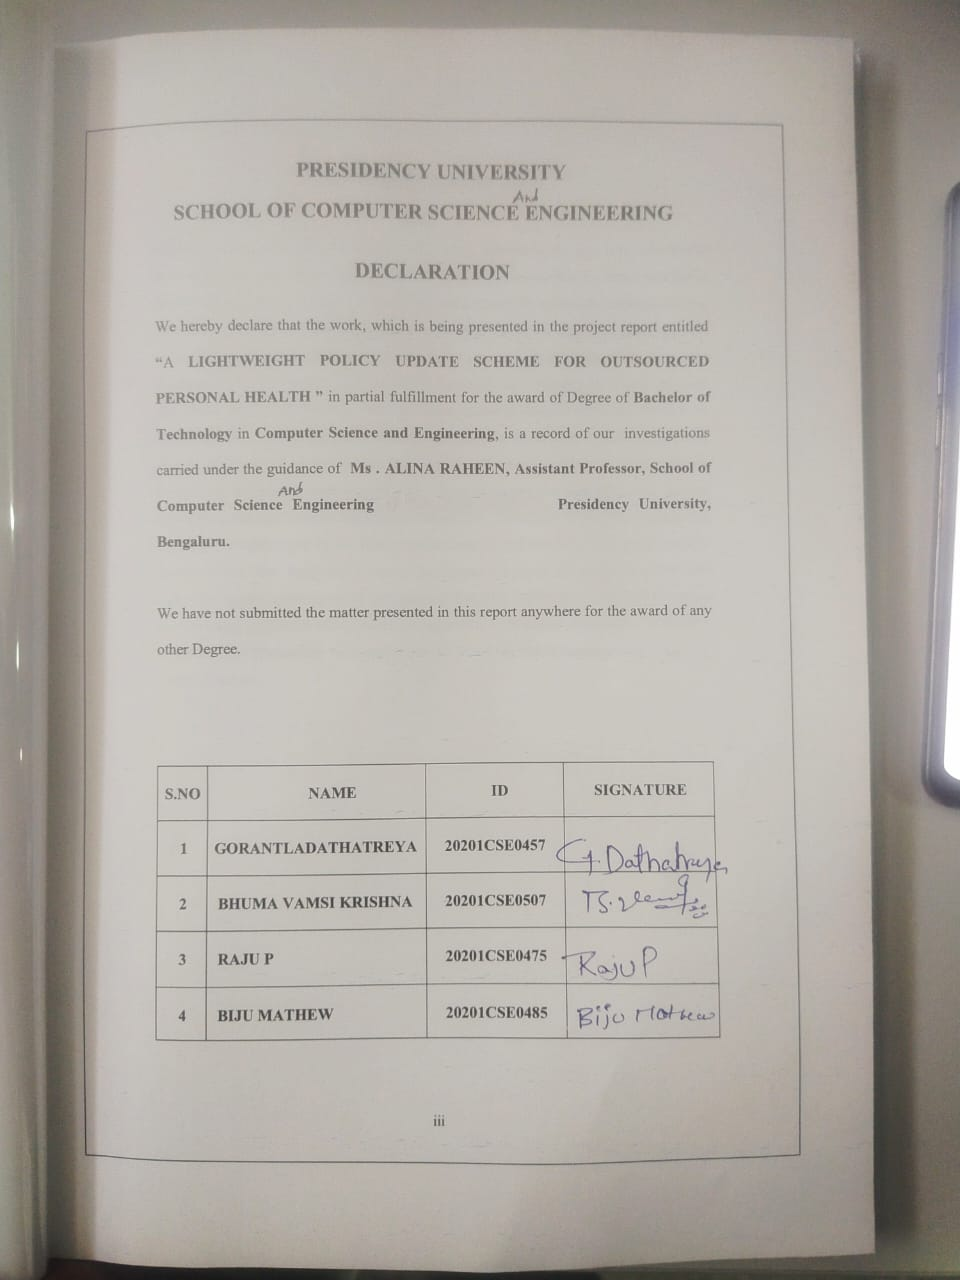 PRESIDENCY UNIVERSITY
And
SCHOOL OF COMPUTER SCIENCE ENGINEERING
DECLARATION
We hereby declare that the work, which is being presented in the project report entitled
“A LIGHTWEIGHT POLICY UPDATE SCHEME FOR OUTSOURCED
PERSONAL HEALTH ” in partial fulfillment for the award of Degree of Bachelor of
Technology in Computer Science and Engineering, is a record of our investigations
carried under the guidance of Ms . ALINA RAHEEN, Assistant Professor, School of
And
Computer Science Engineering Presidency University,
Bengaluru.
We have not submitted the matter presented in this report anywhere for the award of any
other Degree.
S.NO NAME ID SIGNATURE
1 GORANTLADATHATREYA 20201CSE0457 G. Dathatreya
2 BHUMA VAMSI KRISHNA 20201CSE0507
3 RAJU P 20201CSE0475 Raju P
4 BIJU MATHEW 20201CSE0485 Biju Mathew
iii